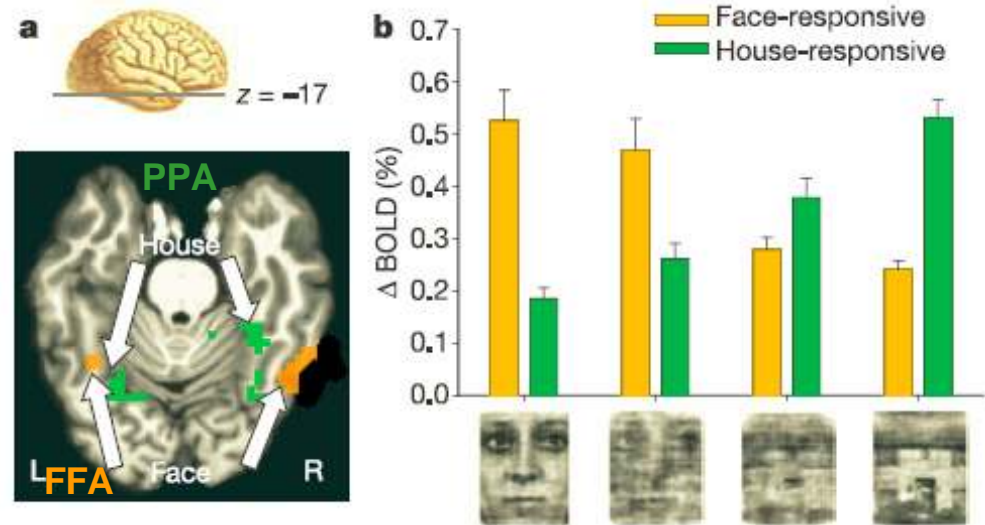 a
z = –17
PPA
House
L
FFA
Face
R
b
Face-responsive
House-responsive
Δ BOLD (%)
0.7
0.6
0.5
0.4
0.3
0.2
0.1
0.0